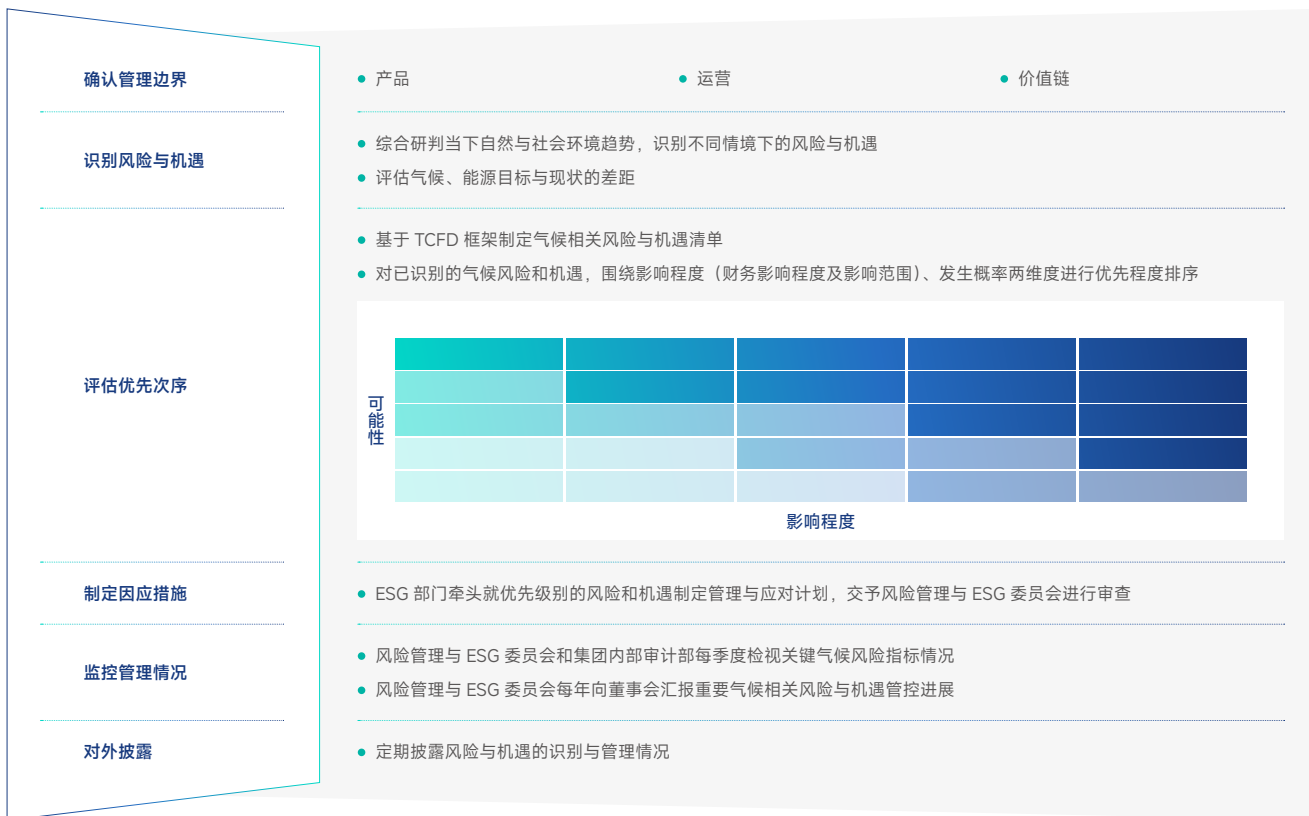 确认管理边界
产品
运营
价值链
识别风险与机遇
综合研判当下自然与社会环境趋势，识别不同情境下的风险与机遇
评估气候、能源目标与现状的差距
评估优先次序
基于 TCFD 框架制定气候相关风险与机遇清单
对已识别的气候风险和机遇，围绕影响程度（财务影响程度及影响范围）、发生概率两维度进行优先程度排序
可能性
影响程度
制定因应措施
ESG 部门牵头就优先级别的风险和机遇制定管理与应对计划，交予风险管理与 ESG 委员会进行审查
监控管理情况
风险管理与 ESG 委员会和集团内部审计部每季度检视关键气候风险指标情况
风险管理与 ESG 委员会每年向董事会汇报重要气候相关风险与机遇管控进展
对外披露
定期披露风险与机遇的识别与管理情况